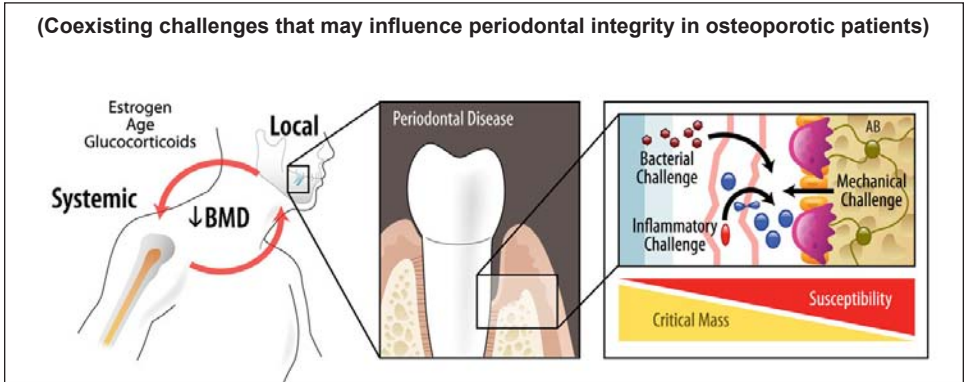 (Coexisting challenges that may influence periodontal integrity in osteoporotic patients)
Estrogen
Age
Glucocorticoids
Local
Systemic
↓BMD
Periodontal Disease
Bacterial
Challenge
AB
Mechanical
Challenge
Inflammatory
Challenge
Susceptibility
Critical Mass